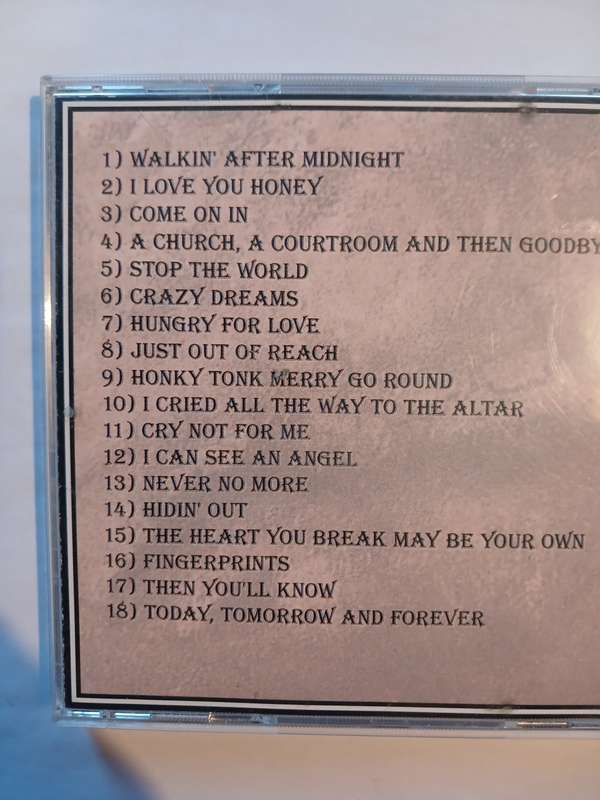 1) WALKIN' AFTER MIDNIGHT
2) I LOVE YOU HONEY
3) COME ON IN
4) A CHURCH, A COURTROOM AND THEN GOODBY
5) STOP THE WORLD
6) CRAZY DREAMS
7) HUNGRY FOR LOVE
8) JUST OUT OF REACH
9) HONKY TONK MERRY GO ROUND
10) I CRIED ALL THE WAY TO THE ALTAR
11) CRY NOT FOR ME
12) I CAN SEE AN ANGEL
13) NEVER NO MORE
14) HIDIN' OUT
15) THE HEART YOU BREAK MAY BE YOUR OWN
16) FINGERPRINTS
17) THEN YOU'LL KNOW
18) TODAY, TOMORROW AND FOREVER